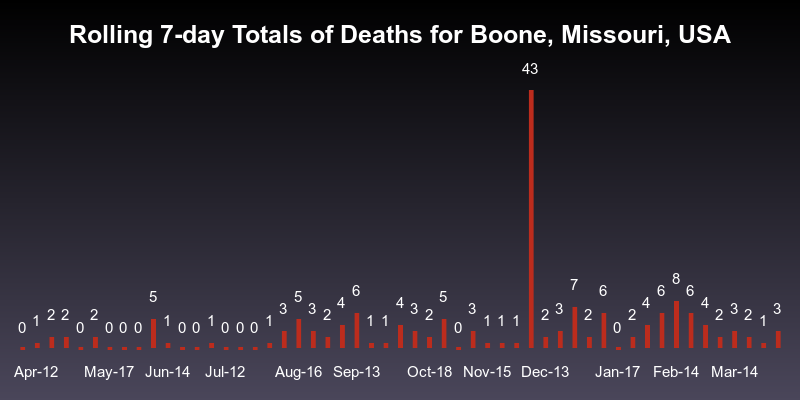 Rolling 7-day Totals of Deaths for Boone, Missouri, USA
43
0 1 2 2 0 2 0 0 0 5 1 0 0 1 0 0 0 1 3 5 3 2 4 6 1 1 4 3 2 5 0 3 1 1 1 2 3 7 2 6 0 2 4 6 8 6 4 2 3 2 1 3
Apr-12 May-17 Jun-14 Jul-12 Aug-16 Sep-13 Oct-18 Nov-15 Dec-13 Jan-17 Feb-14 Mar-14